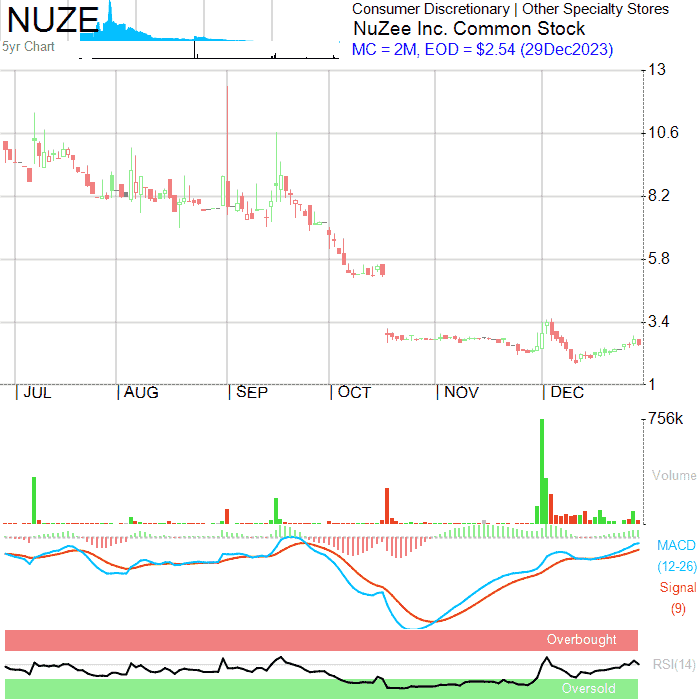 NUZE
Consumer Discretionary | Other Specialty Stores
NuZee Inc. Common Stock
5yr Chart
MC = 2M, EOD = $2.54 (29Dec2023)
13
10.6
8.2
5.8
3.4
1
| JUL | AUG | SEP | OCT | NOV | DEC
756k
Volume
MACD
(12-26)
Signal
(9)
Overbought
RSI(14)
Oversold